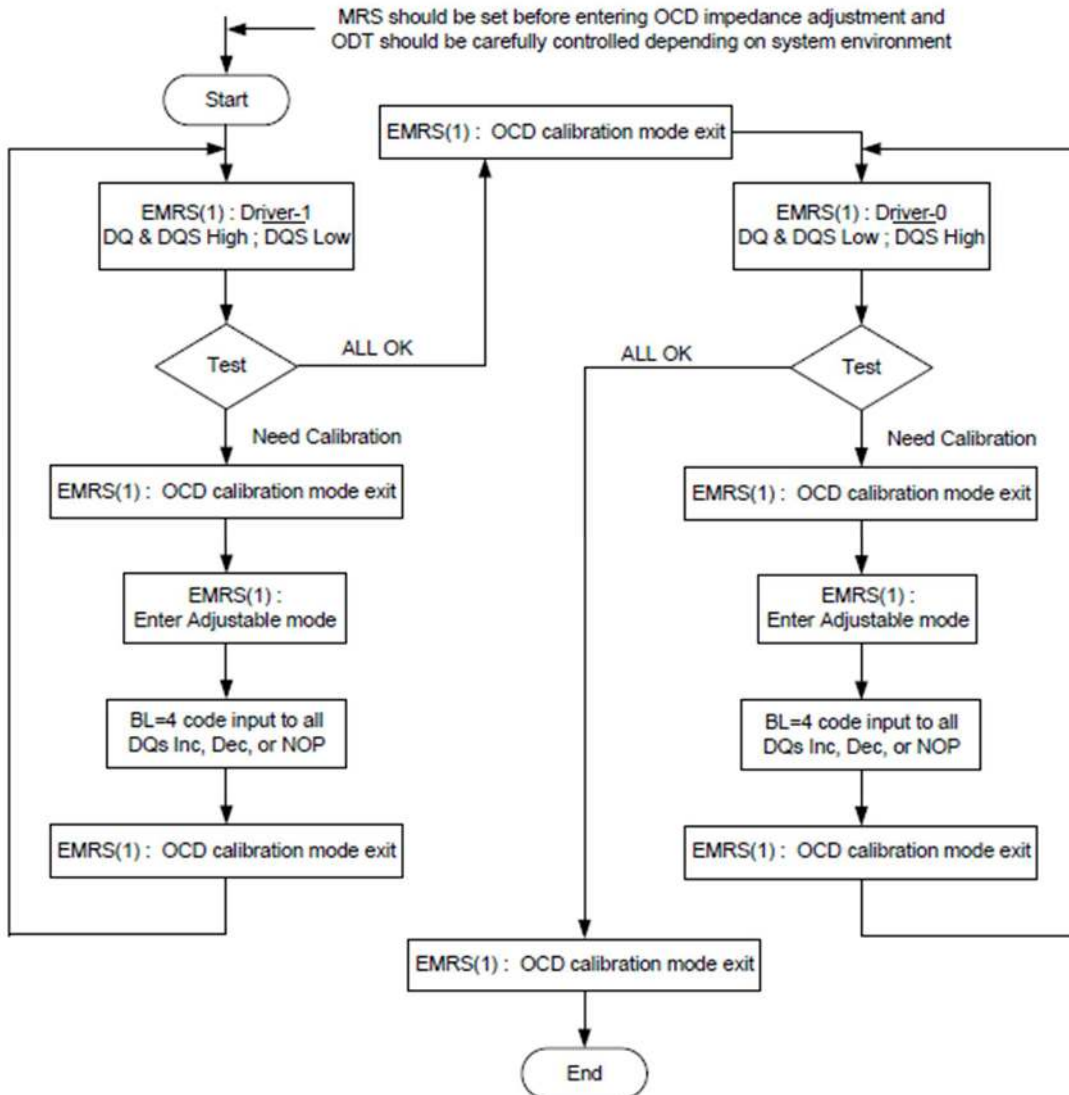 MRS should be set before entering OCD impedance adjustment and
ODT should be carefully controlled depending on system environment
Start
EMRS(1) : Driver-1
DQ & DQS High ; D̅Q̅S̅ Low
Test
ALL OK
Need Calibration
EMRS(1) : OCD calibration mode exit
EMRS(1) :
Enter Adjustable mode
BL=4 code input to all
DQs Inc, Dec, or NOP
EMRS(1) : OCD calibration mode exit
EMRS(1) : OCD calibration mode exit
EMRS(1) : Driver-0
DQ & DQS Low ; D̅Q̅S̅ High
Test
ALL OK
Need Calibration
EMRS(1) : OCD calibration mode exit
EMRS(1) :
Enter Adjustable mode
BL=4 code input to all
DQs Inc, Dec, or NOP
EMRS(1) : OCD calibration mode exit
EMRS(1) : OCD calibration mode exit
End